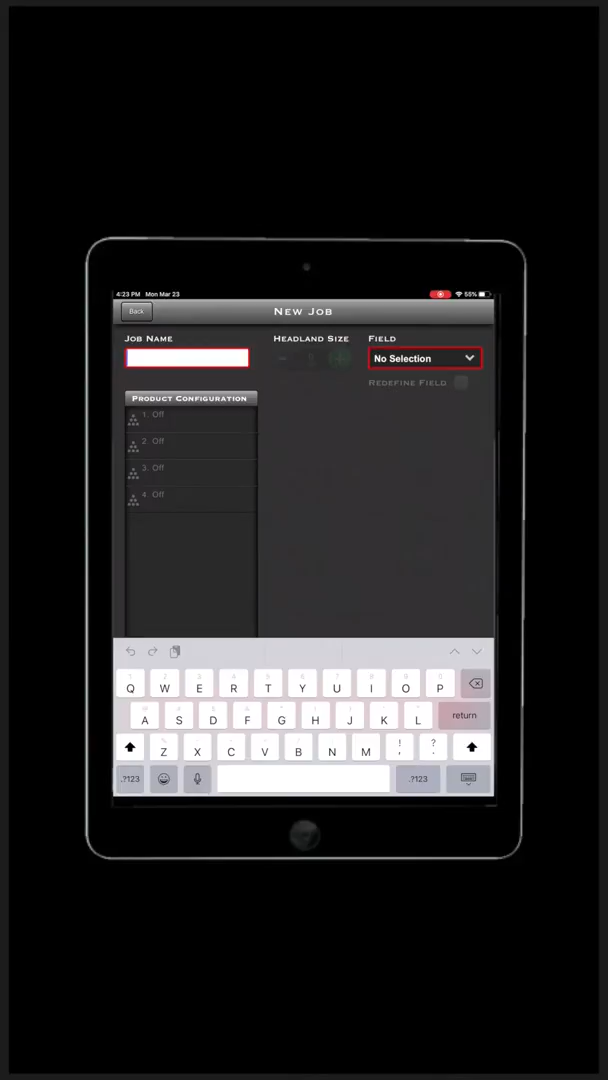 4:23 PM Mon Mar 23
55%
Back
New Job
Job Name
Headland Size
Field
No Selection
Redefine Field
Product Configuration
1. Off
2. Off
3. Off
4. Off
Q W E R T Y U I O P
A S D F G H J K L return
Z X C V B N M ! ?
.?123 .?123